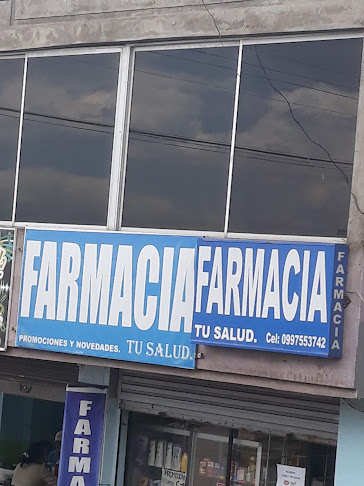 FARMACIA
PROMOCIONES Y NOVEDADES. TU SALUD.
FARMACIA
TU SALUD. Cel: 0997553742
FARMACIA
FARMA